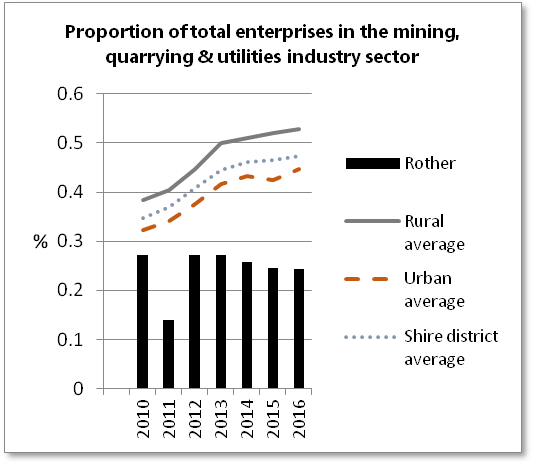 Proportion of total enterprises in the mining,
quarrying & utilities industry sector
0.6
0.5
0.4
0.3
0.2
0.1
0
%
2010
2011
2012
2013
2014
2015
2016
Rother
Rural
average
Urban
average
Shire district
average